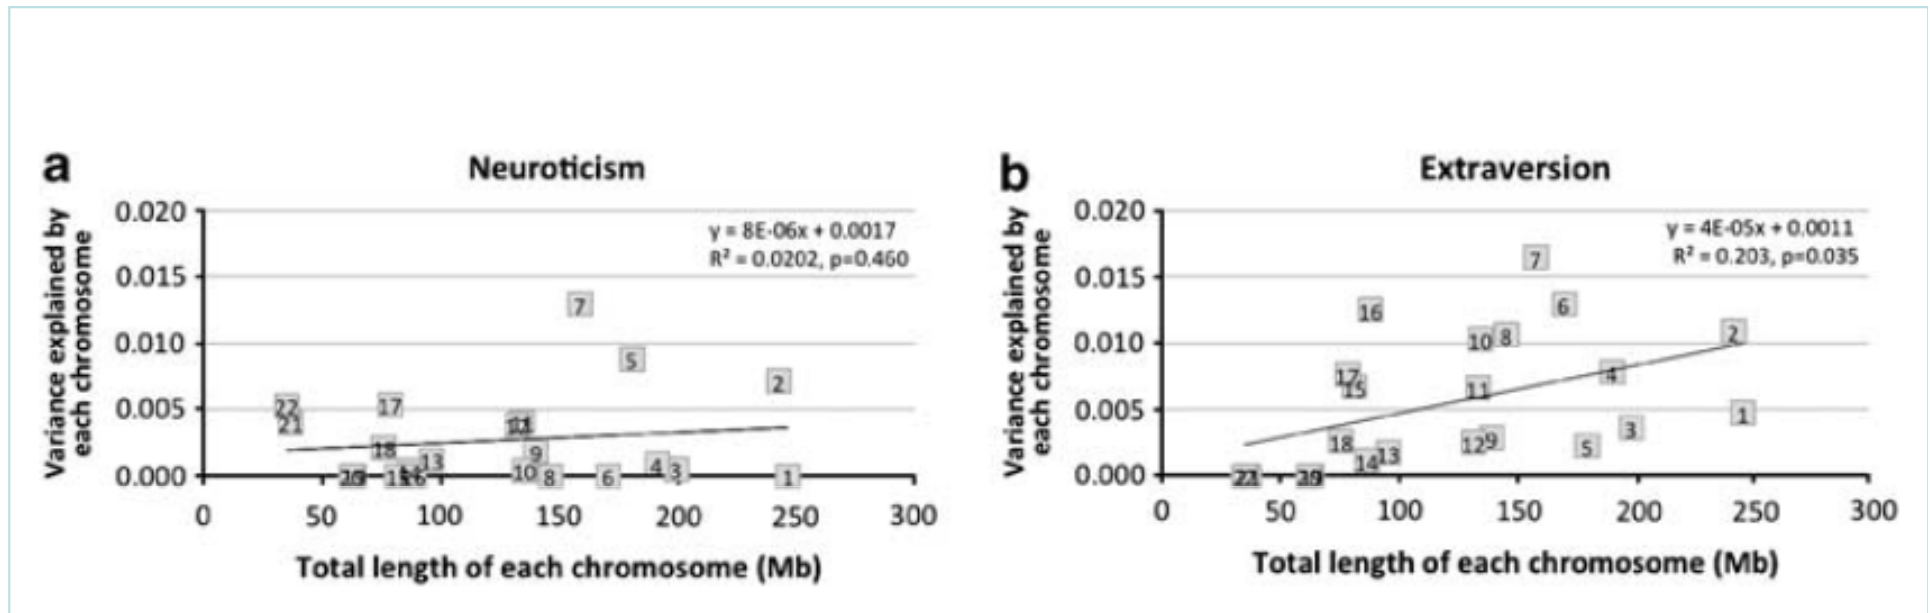 a
Neuroticism
Variance explained by
each chromosome
0.020
0.015
0.010
0.005
0.000
y = 8E-06x + 0.0017
R² = 0.0202, p=0.460
7
5
2
22
17
21
11
18
9
13
10
8
6
4
3
1
0 50 100 150 200 250 300
Total length of each chromosome (Mb)
b
Extraversion
Variance explained by
each chromosome
0.020
0.015
0.010
0.005
0.000
y = 4E-05x + 0.0011
R² = 0.203, p=0.035
7
6
16
2
10
8
17
4
15
11
1
3
18
12
9
5
13
14
21
0 50 100 150 200 250 300
Total length of each chromosome (Mb)